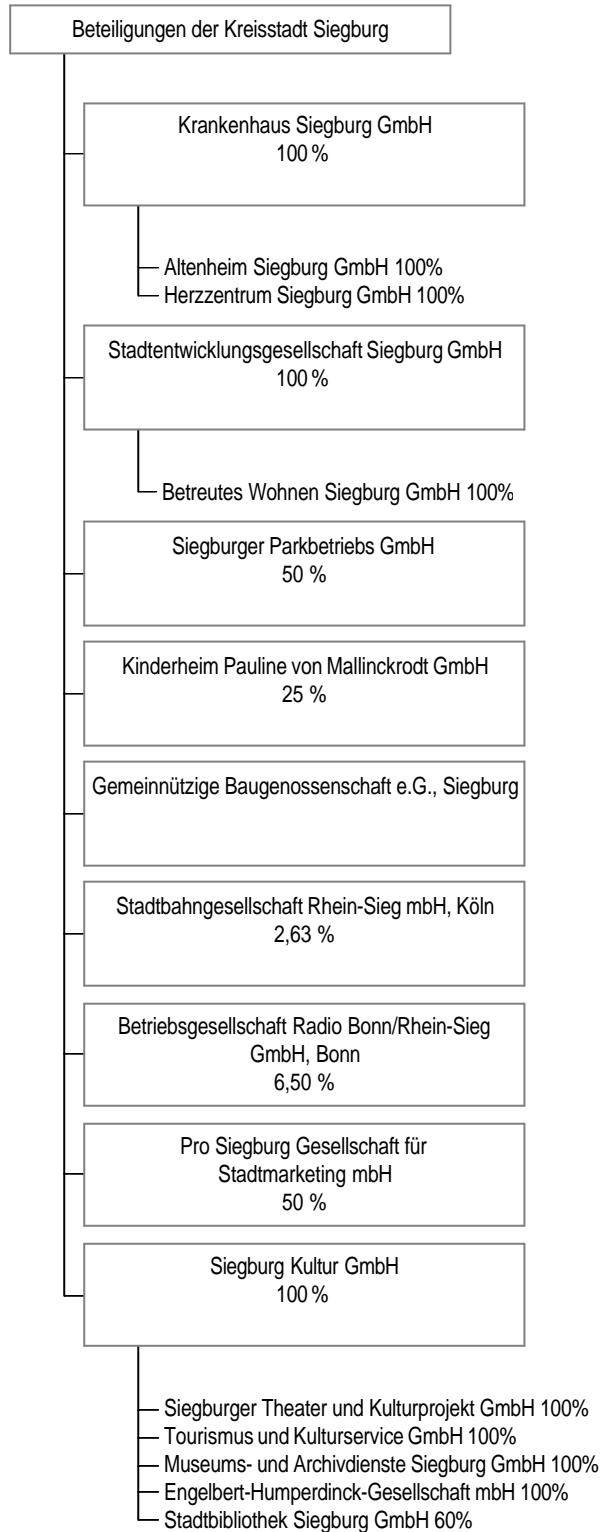 Beteiligungen der Kreisstadt Siegburg
Krankenhaus Siegburg GmbH
100 %
Altenheim Siegburg GmbH 100%
Herzzentrum Siegburg GmbH 100%
Stadtentwicklungsgesellschaft Siegburg GmbH
100 %
Betreutes Wohnen Siegburg GmbH 100%
Siegburger Parkbetriebs GmbH
50 %
Kinderheim Pauline von Mallinckrodt GmbH
25 %
Gemeinnützige Baugenossenschaft e.G., Siegburg
Stadtbahngesellschaft Rhein-Sieg mbH, Köln
2,63 %
Betriebsgesellschaft Radio Bonn/Rhein-Sieg
GmbH, Bonn
6,50 %
Pro Siegburg Gesellschaft für
Stadtmarketing mbH
50 %
Siegburg Kultur GmbH
100 %
Siegburger Theater und Kulturprojekt GmbH 100%
Tourismus und Kulturservice GmbH 100%
Museums- und Archivdienste Siegburg GmbH 100%
Engelbert-Humperdinck-Gesellschaft mbH 100%
Stadtbibliothek Siegburg GmbH 60%